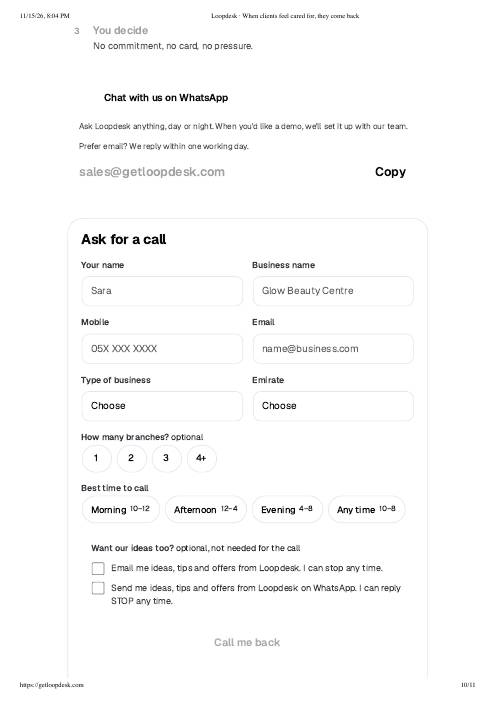 11/15/26, 8:04 PM Loopdesk · When clients feel cared for, they come back
3 You decide
No commitment, no card, no pressure.
Chat with us on WhatsApp
Ask Loopdesk anything, day or night. When you'd like a demo, we'll set it up with our team.
Prefer email? We reply within one working day.
sales@getloopdesk.com Copy
Ask for a call
Your name Business name
Sara Glow Beauty Centre
Mobile Email
05X XXX XXXX name@business.com
Type of business Emirate
Choose Choose
How many branches? optional
1 2 3 4+
Best time to call
Morning 10–12 Afternoon 12–4 Evening 4–8 Any time 10–8
Want our ideas too? optional, not needed for the call
Email me ideas, tips and offers from Loopdesk. I can stop any time.
Send me ideas, tips and offers from Loopdesk on WhatsApp. I can reply
STOP any time.
Call me back
https://getloopdesk.com 10/11